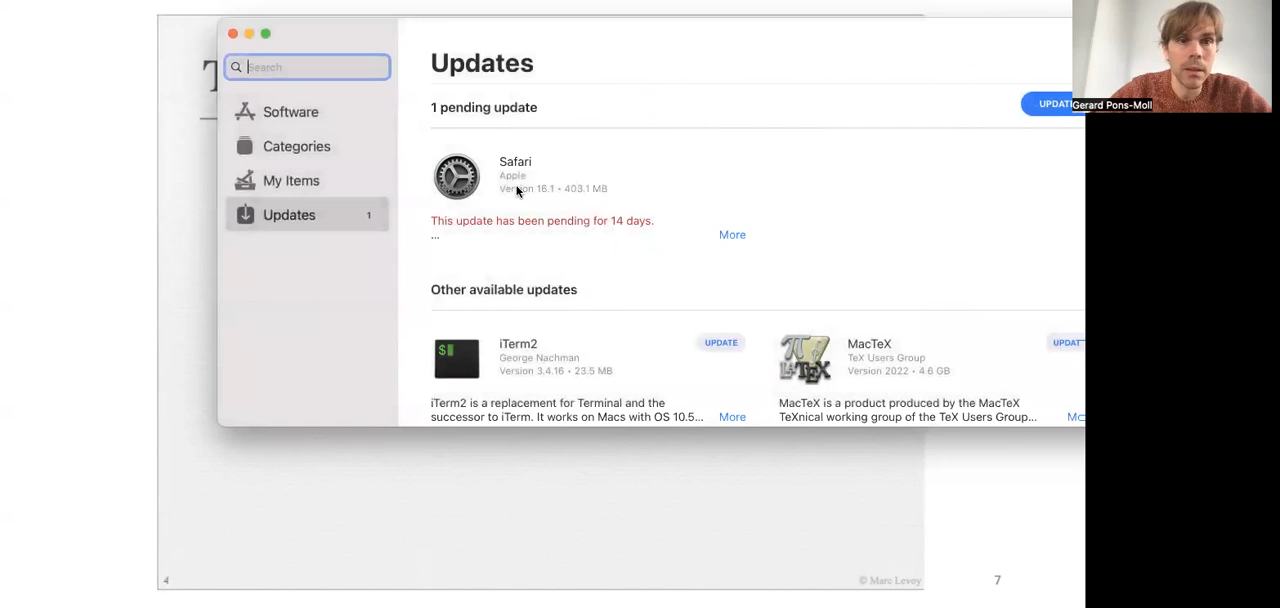 Search
Software
Categories
My Items
Updates 1
Updates
1 pending update
UPDAT
Safari
Apple
Version 16.1 • 403.1 MB
This update has been pending for 14 days.
...
More
Other available updates
iTerm2
George Nachman
Version 3.4.16 • 23.5 MB
UPDATE
iTerm2 is a replacement for Terminal and the
successor to iTerm. It works on Macs with OS 10.5...
More
MacTeX
TeX Users Group
Version 2022 • 4.6 GB
UPDAT
MacTeX is a product produced by the MacTeX
TeXnical working group of the TeX Users Group...
Gerard Pons-Moll
T
4
© Marc Levoy
7